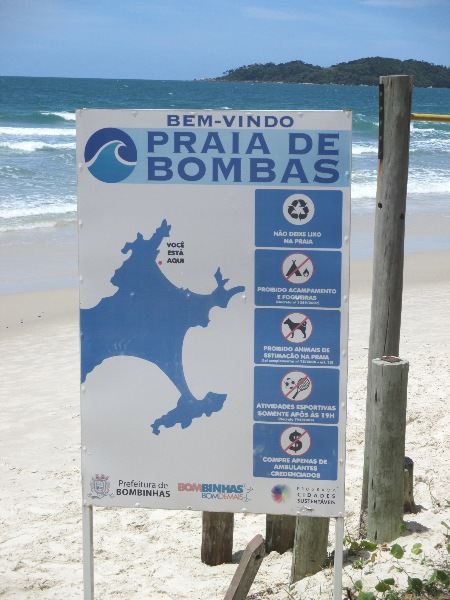 BEM-VINDO
PRAIA DE
BOMBAS
VOCÊ
ESTÁ
AQUI
NÃO DEIXE LIXO
NA PRAIA
PROIBIDO ACAMPAMENTO
E FOGUEIRAS
PROIBIDO ANIMAIS DE
ESTIMAÇÃO NA PRAIA
ATIVIDADES ESPORTIVAS
SOMENTE APÓS ÀS 19H
COMPRE APENAS DE
AMBULANTES
CREDENCIADOS
Prefeitura de
BOMBINHAS
BOMBINHAS
BOMDEMAIS
PROGRAMA
CIDADES
SUSTENTÁVEIS